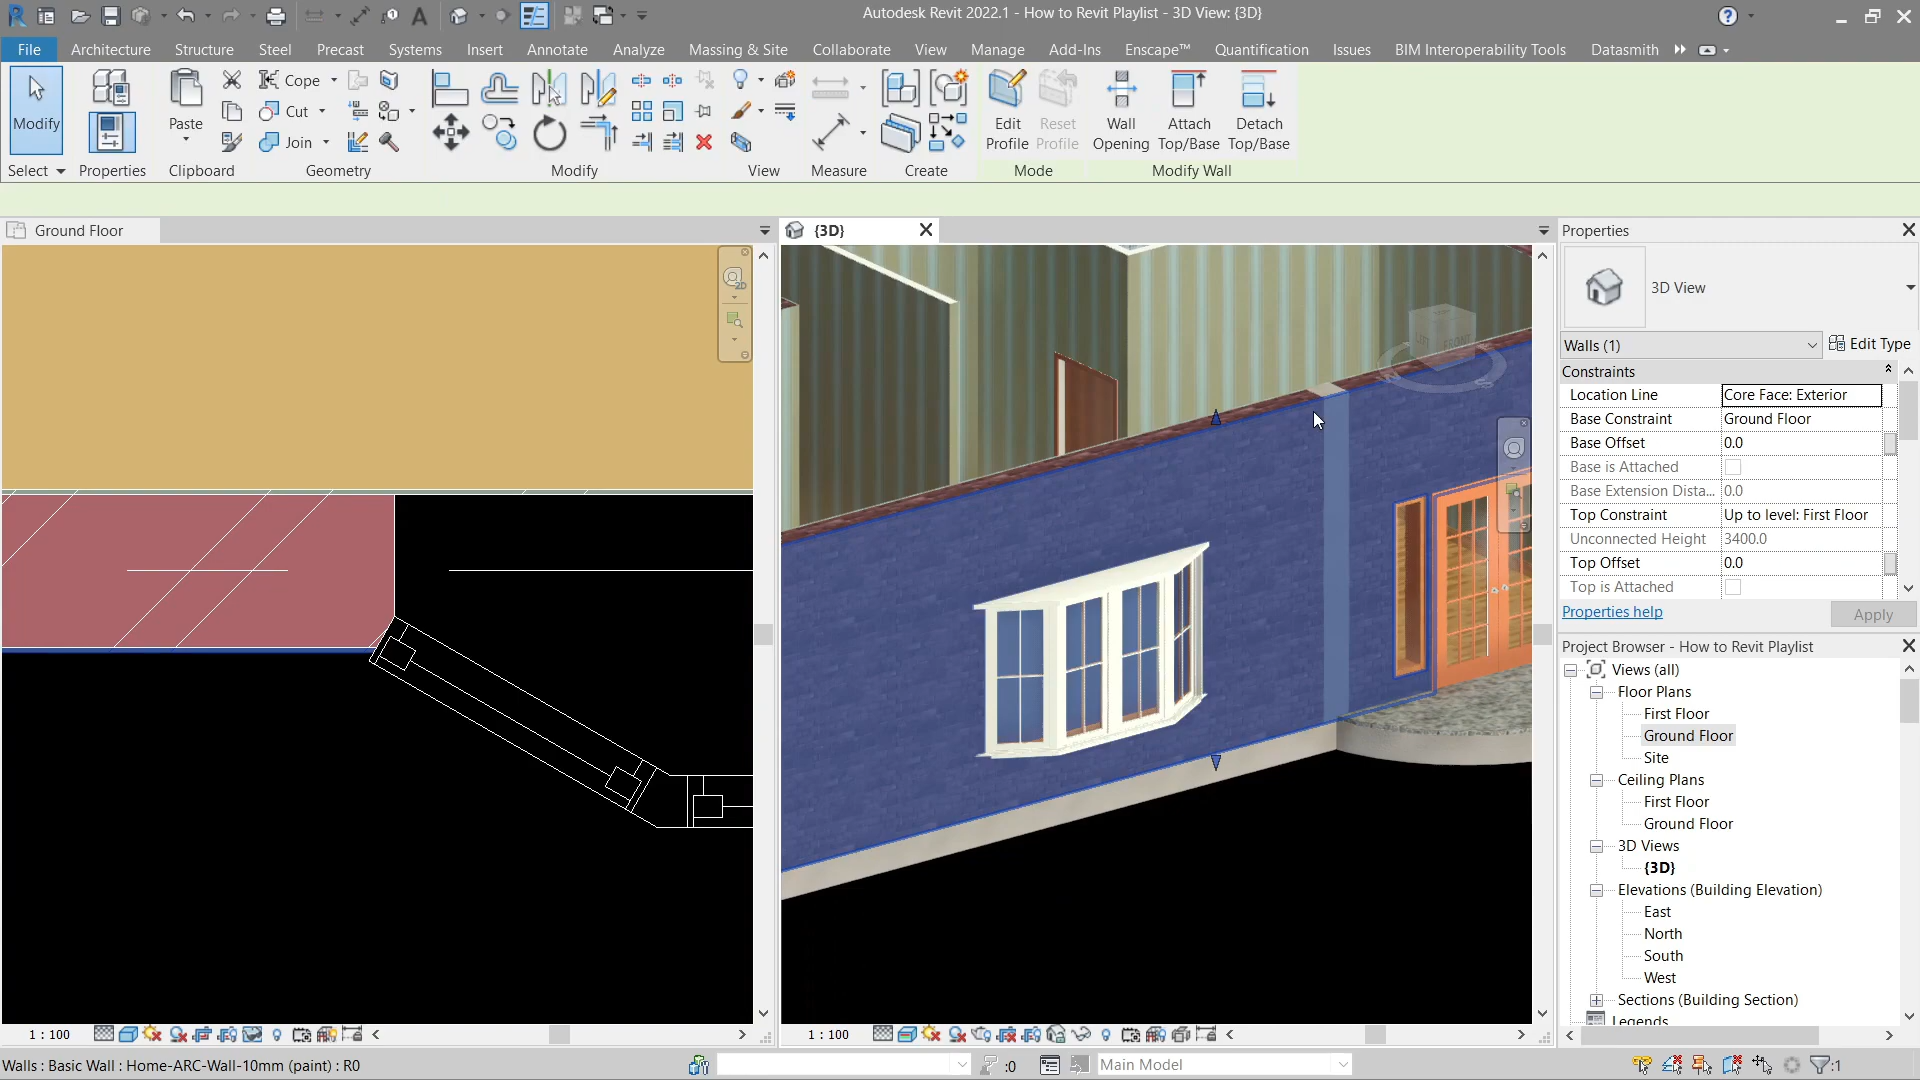 Autodesk Revit 2022.1 - How to Revit Playlist - 3D View: {3D}
File Architecture Structure Steel Precast Systems Insert Annotate Analyze Massing & Site Collaborate View Manage Add-Ins Enscape™ Quantification Issues BIM Interoperability Tools Datasmith
Modify
Paste
Cope
Cut
Join
Edit Profile
Reset Profile
Wall Opening
Attach Top/Base
Detach Top/Base
Select Properties Clipboard Geometry Modify View Measure Create Mode Modify Wall
Ground Floor
{3D}
Properties
3D View
Walls (1)
Edit Type
Constraints
Location Line Core Face: Exterior
Base Constraint Ground Floor
Base Offset 0.0
Base is Attached
Base Extension Dista... 0.0
Top Constraint Up to level: First Floor
Unconnected Height 3400.0
Top Offset 0.0
Top is Attached
Properties help
Apply
Project Browser - How to Revit Playlist
Views (all)
Floor Plans
First Floor
Ground Floor
Site
Ceiling Plans
First Floor
Ground Floor
3D Views
{3D}
Elevations (Building Elevation)
East
North
South
West
Sections (Building Section)
Legends
1 : 100
1 : 100
Walls : Basic Wall : Home-ARC-Wall-10mm (paint) : R0
:0
Main Model
:1